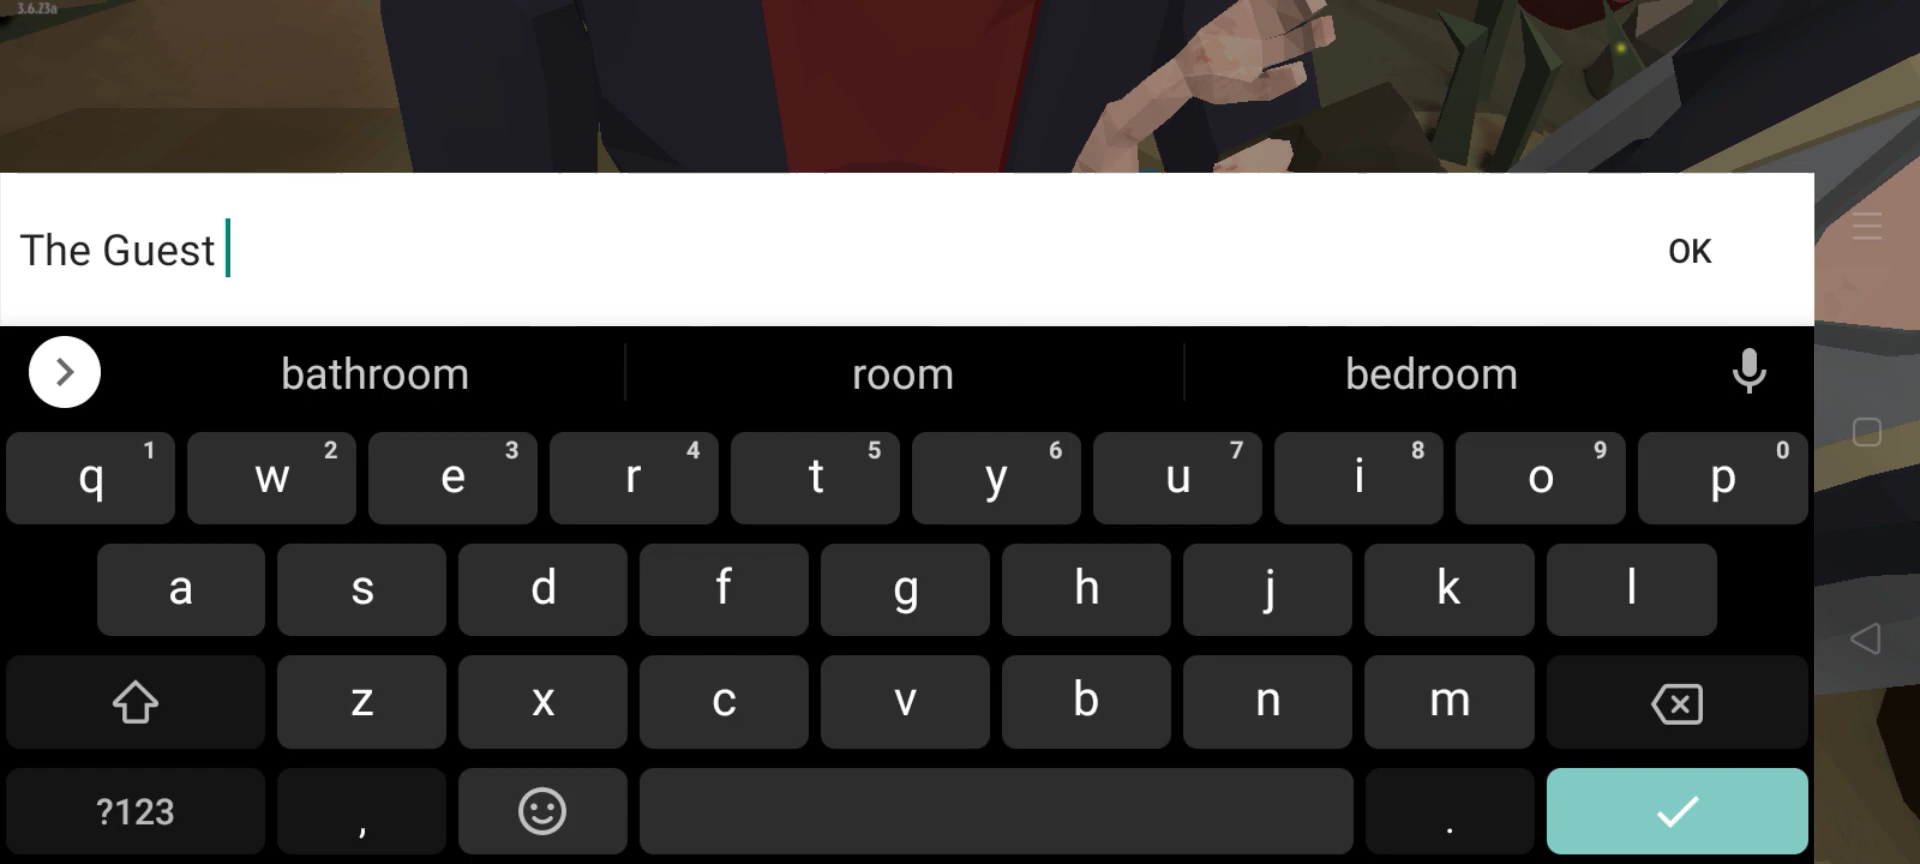 3.6.23a
The Guest
OK
bathroom room bedroom
q 1 w 2 e 3 r 4 t 5 y 6 u 7 i 8 o 9 p 0
a s d f g h j k l
z x c v b n m
?123 , .